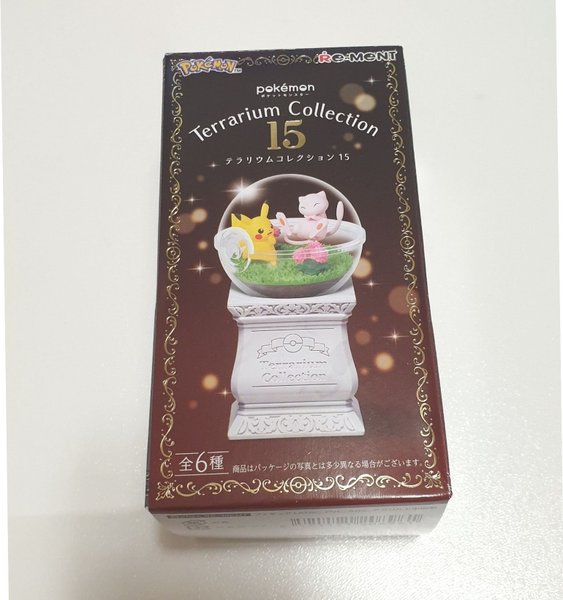 Pokémon
Re-MeNT
pokémon
ポケットモンスター
Terrarium Collection
15
テラリウムコレクション 15
Terrarium
Collection
全6種
商品はパッケージの写真とは多少異なる場合がございます。